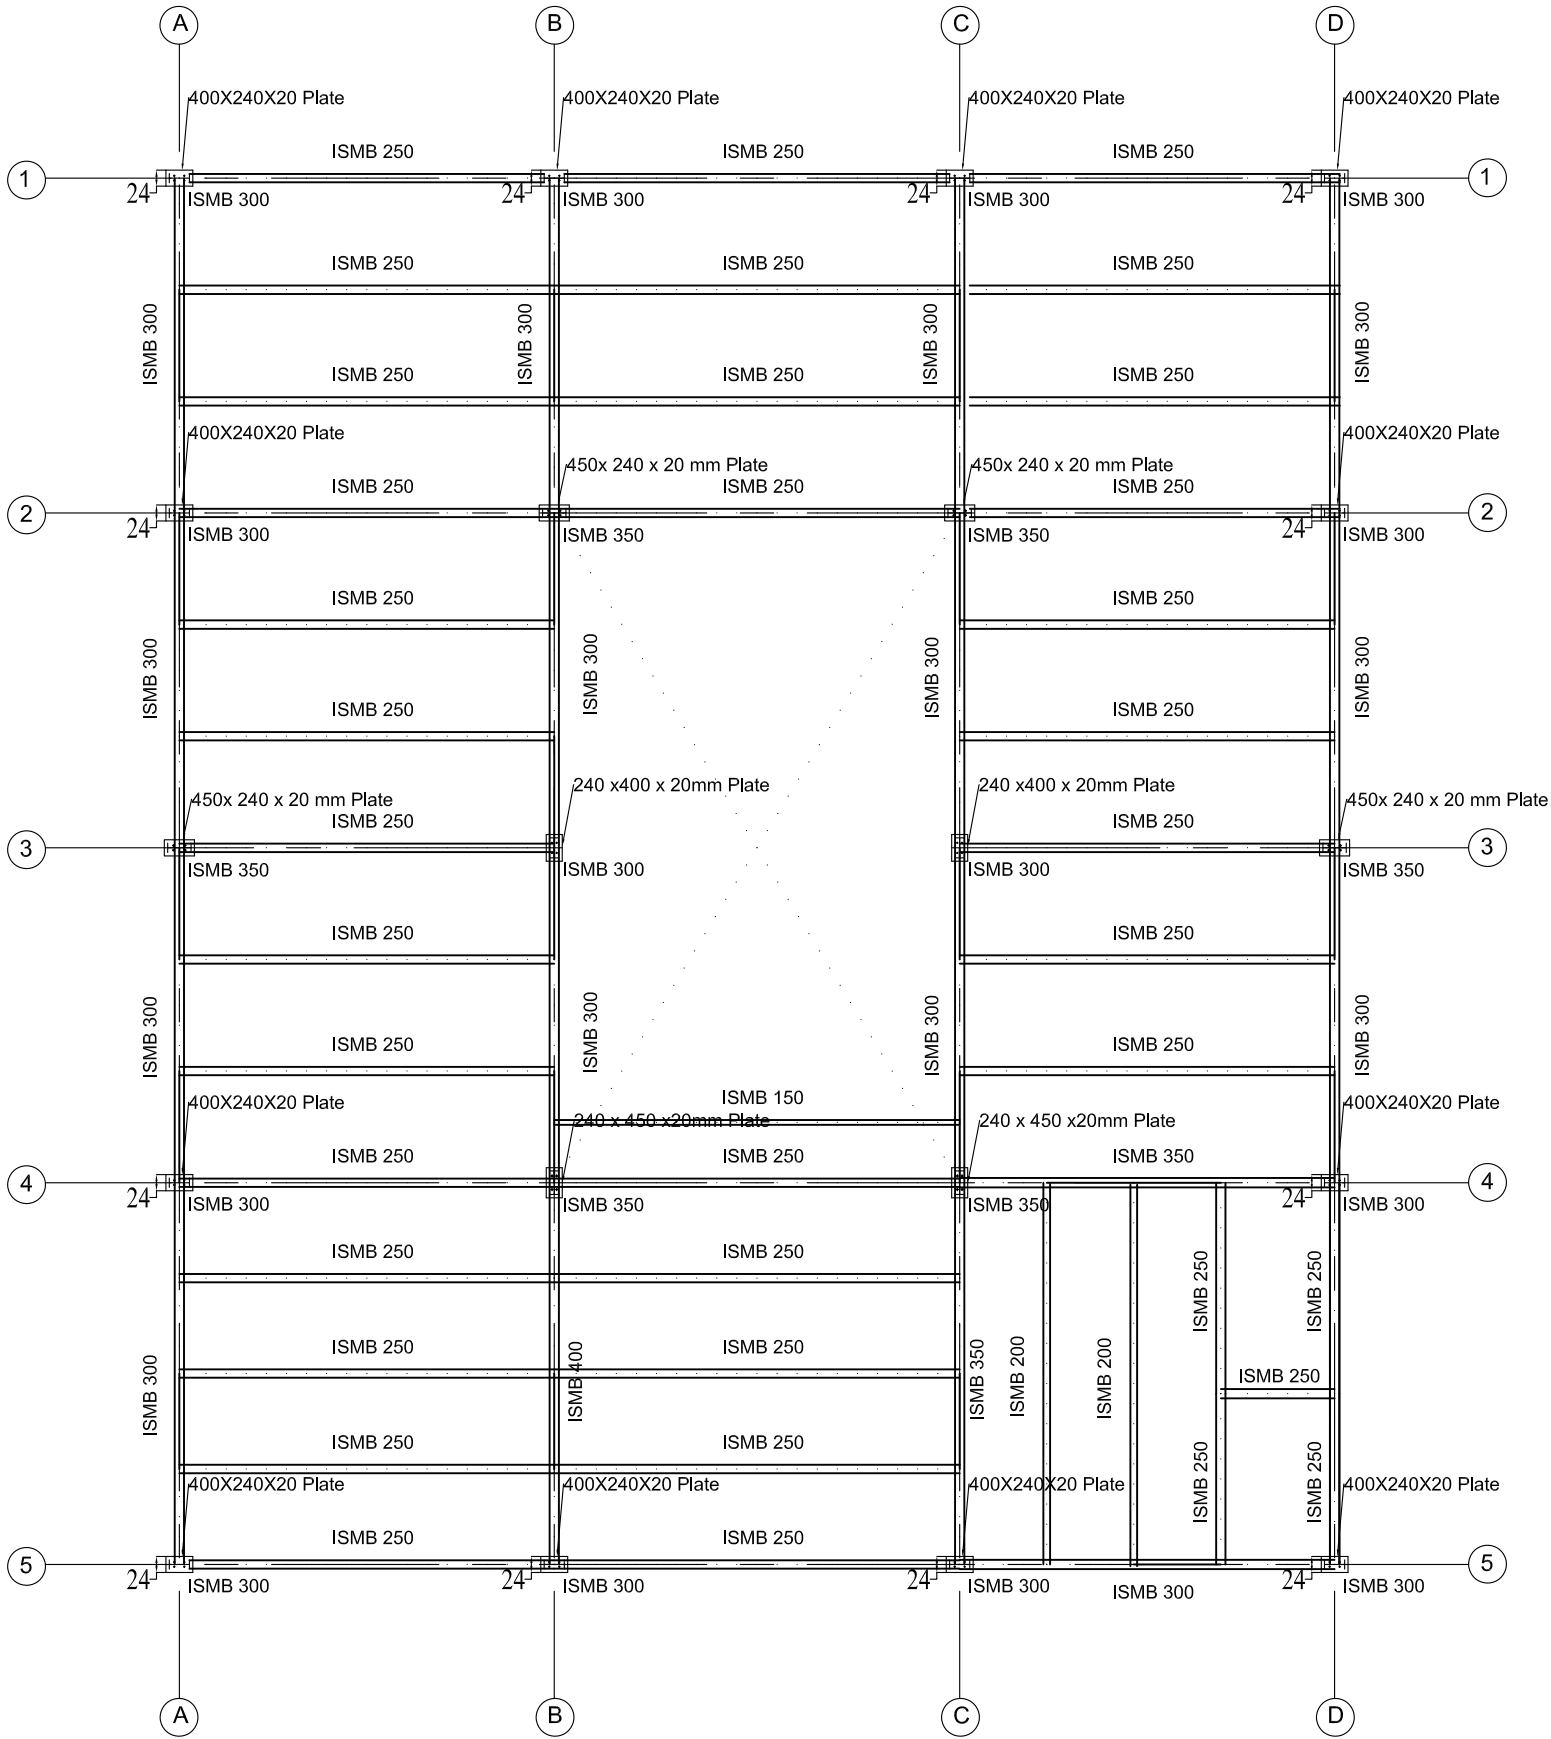 A B C D
400X240X20 Plate 400X240X20 Plate 400X240X20 Plate 400X240X20 Plate
ISMB 250 ISMB 250 ISMB 250
1 1
24 24 24 24
ISMB 300 ISMB 300 ISMB 300 ISMB 300
ISMB 250 ISMB 250 ISMB 250
ISMB 300 ISMB 300 ISMB 300 ISMB 300
ISMB 250 ISMB 250 ISMB 250
400X240X20 Plate 400X240X20 Plate
450x 240 x 20 mm Plate 450x 240 x 20 mm Plate
ISMB 250 ISMB 250 ISMB 250
2 2
24 24
ISMB 300 ISMB 350 ISMB 350 ISMB 300
ISMB 250 ISMB 250
ISMB 300 ISMB 300 ISMB 300 ISMB 300
ISMB 250 ISMB 250
240 x400 x 20mm Plate 240 x400 x 20mm Plate
450x 240 x 20 mm Plate 450x 240 x 20 mm Plate
ISMB 250 ISMB 250
3 3
ISMB 350 ISMB 300 ISMB 300 ISMB 350
ISMB 250 ISMB 250
ISMB 300 ISMB 300 ISMB 300 ISMB 300
ISMB 250 ISMB 250
ISMB 150
400X240X20 Plate 400X240X20 Plate
240 x 450 x20mm Plate 240 x 450 x20mm Plate
ISMB 250 ISMB 250 ISMB 350
4 4
24 24
ISMB 300 ISMB 350 ISMB 350 ISMB 300
ISMB 250 ISMB 250
ISMB 250 ISMB 250
ISMB 250 ISMB 250
ISMB 300 ISMB 400 ISMB 350 ISMB 200 ISMB 200
ISMB 250
ISMB 250 ISMB 250
ISMB 250 ISMB 250
400X240X20 Plate 400X240X20 Plate 400X240X20 Plate 400X240X20 Plate
ISMB 250 ISMB 250
5 5
24 24 24 24
ISMB 300 ISMB 300 ISMB 300 ISMB 300 ISMB 300
A B C D